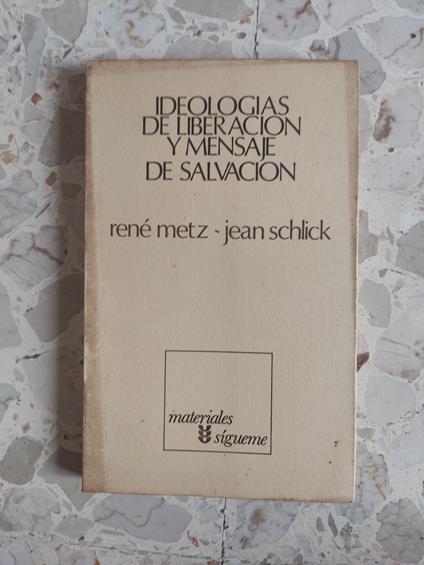 IDEOLOGIAS
DE LIBERACION
Y MENSAJE
DE SALVACION
rené metz - jean schlick
materiales
sígueme